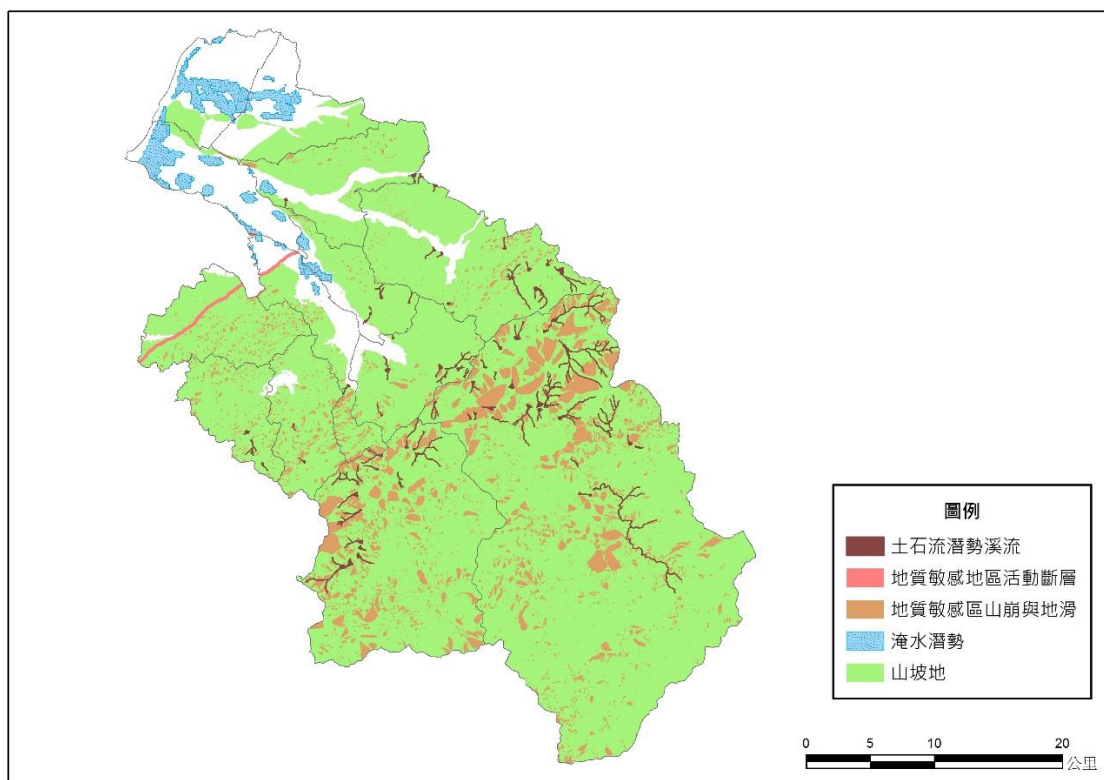 圖例
土石流潛勢溪流
地質敏感地區活動斷層
地質敏感區山崩與地滑
淹水潛勢
山坡地
0 5 10 20
公里